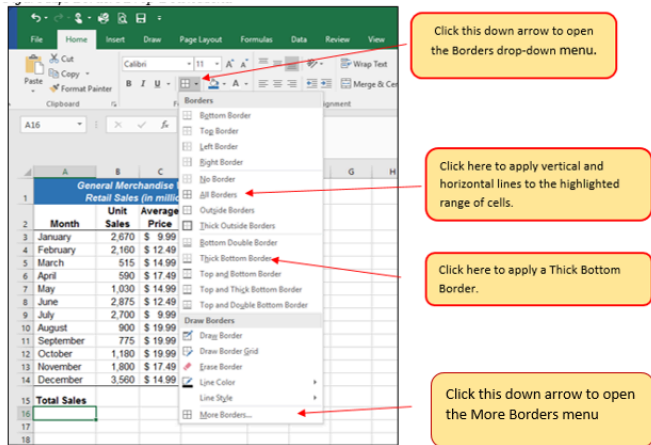 File Home Insert Draw Page Layout Formulas Data Review View
Cut
Copy
Format Painter
Paste
Clipboard
Calibri 11 A A
B I U A
Wrap Text
Merge & Cen
A16
fx
A B C G H
1 General Merchandise
Retail Sales (in millio
2 Month Unit Sales Average Price
3 January 2,670 $ 9.99
4 February 2,160 $ 12.49
5 March 515 $ 14.99
6 April 590 $ 17.49
7 May 1,030 $ 14.99
8 June 2,875 $ 12.49
9 July 2,700 $ 9.99
10 August 900 $ 19.99
11 September 775 $ 19.99
12 October 1,180 $ 19.99
13 November 1,800 $ 17.49
14 December 3,560 $ 14.99
15 Total Sales
16
17
18
Borders
Bottom Border
Top Border
Left Border
Right Border
No Border
All Borders
Outside Borders
Thick Outside Borders
Bottom Double Border
Thick Bottom Border
Top and Bottom Border
Top and Thick Bottom Border
Top and Double Bottom Border
Draw Borders
Draw Border
Draw Border Grid
Erase Border
Line Color
Line Style
More Borders...
Click this down arrow to open
the Borders drop-down menu.
Click here to apply vertical and
horizontal lines to the highlighted
range of cells.
Click here to apply a Thick Bottom
Border.
Click this down arrow to open
the More Borders menu